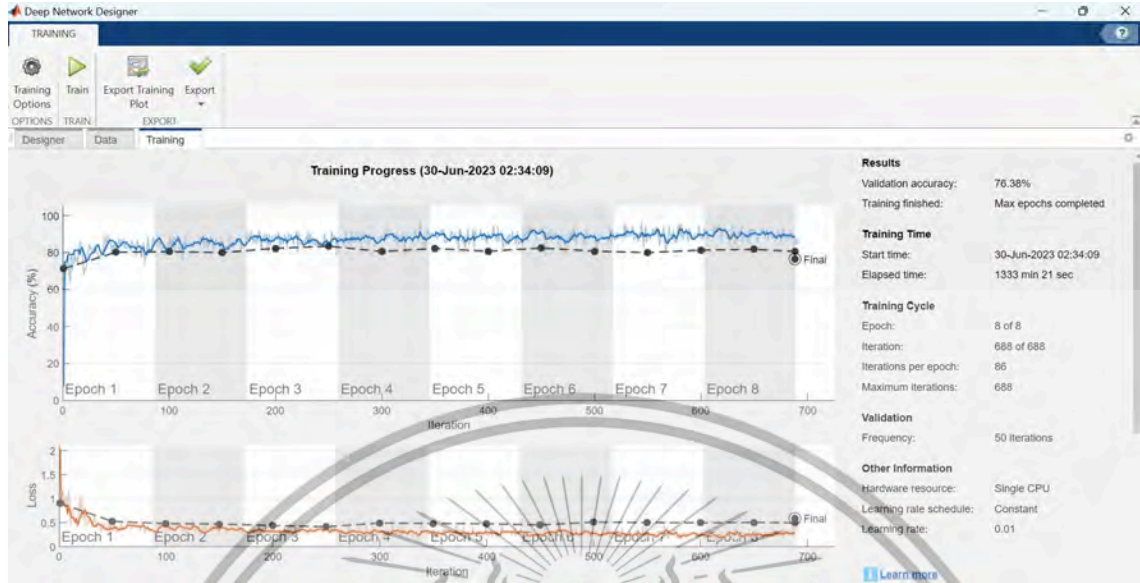 Deep Network Designer
TRAINING
Training Options
Train
Export Training Plot
Export
OPTIONS
TRAIN
EXPORT
Designer
Data
Training
Training Progress (30-Jun-2023 02:34:09)
100
80
60
40
20
0
Accuracy (%)
Final
Epoch 1
Epoch 2
Epoch 3
Epoch 4
Epoch 5
Epoch 6
Epoch 7
Epoch 8
0
100
200
300
400
500
600
700
Iteration
2
1.5
1
0.5
0
Loss
Final
Epoch 1
Epoch 2
Epoch 3
Epoch 4
Epoch 5
Epoch 6
Epoch 7
0
100
200
300
400
500
600
700
Iteration
Results
Validation accuracy: 76.38%
Training finished: Max epochs completed
Training Time
Start time: 30-Jun-2023 02:34:09
Elapsed time: 1333 min 21 sec
Training Cycle
Epoch: 8 of 8
Iteration: 688 of 688
Iterations per epoch: 86
Maximum iterations: 688
Validation
Frequency: 50 iterations
Other Information
Hardware resource: Single CPU
Learning rate schedule: Constant
Learning rate: 0.01
Learn more